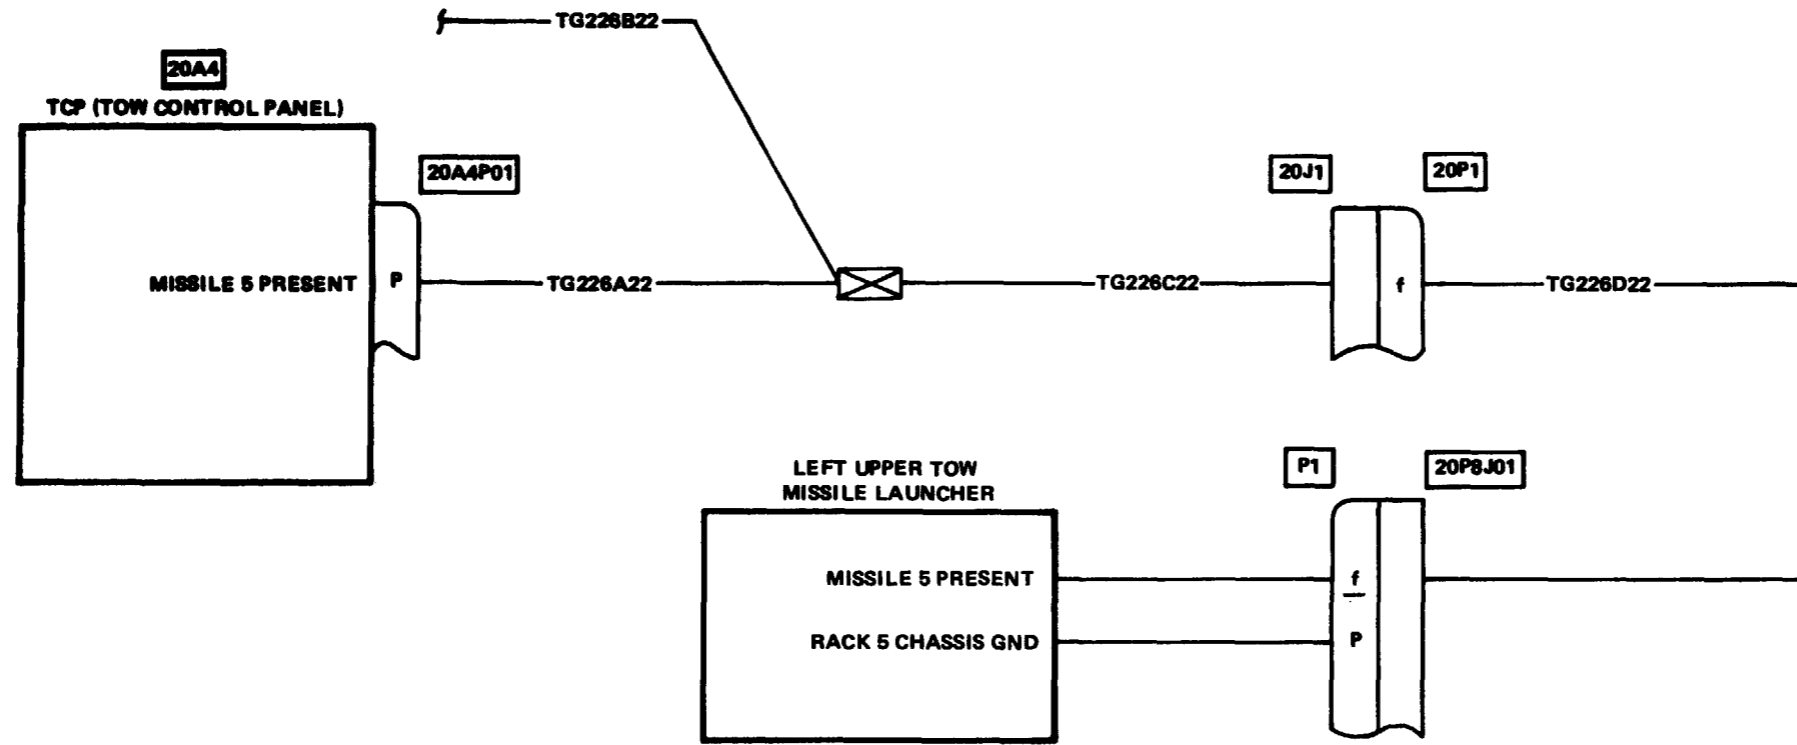 TG226B22
20A4
TCP (TOW CONTROL PANEL)
20A4P01
20J1
20P1
MISSILE 5 PRESENT
P
TG226A22
TG226C22
f
TG226D22
LEFT UPPER TOW
MISSILE LAUNCHER
P1
20P8J01
MISSILE 5 PRESENT
f
RACK 5 CHASSIS GND
P